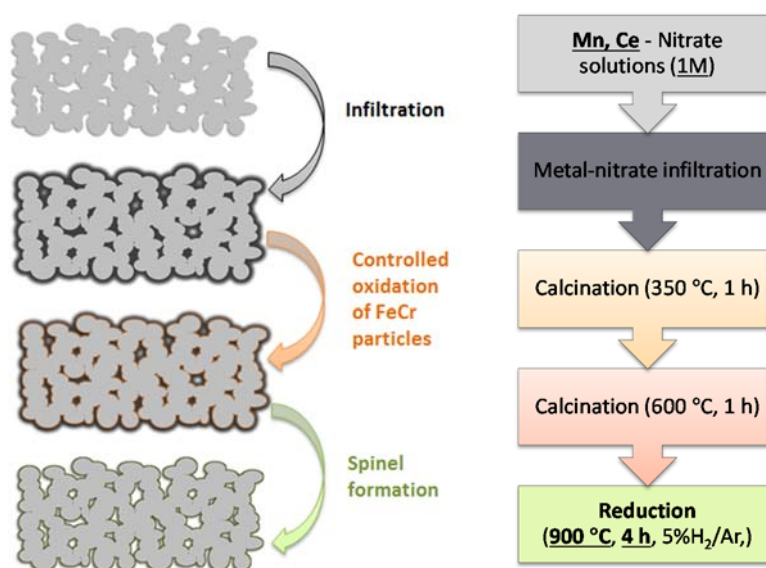 Infiltration
Controlled
oxidation
of FeCr
particles
Spinel
formation
Mn, Ce - Nitrate
solutions (1M)
Metal-nitrate infiltration
Calcination (350 °C, 1 h)
Calcination (600 °C, 1 h)
Reduction
(900 °C, 4 h, 5%H₂/Ar,)